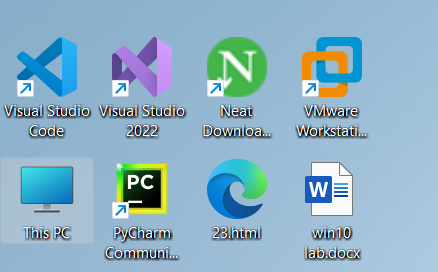 Visual Studio
Code
Visual Studio
2022
N
Neat
Downloa...
VMware
Workstati...
This PC
PC
PyCharm
Communi...
23.html
W
win10
lab.docx